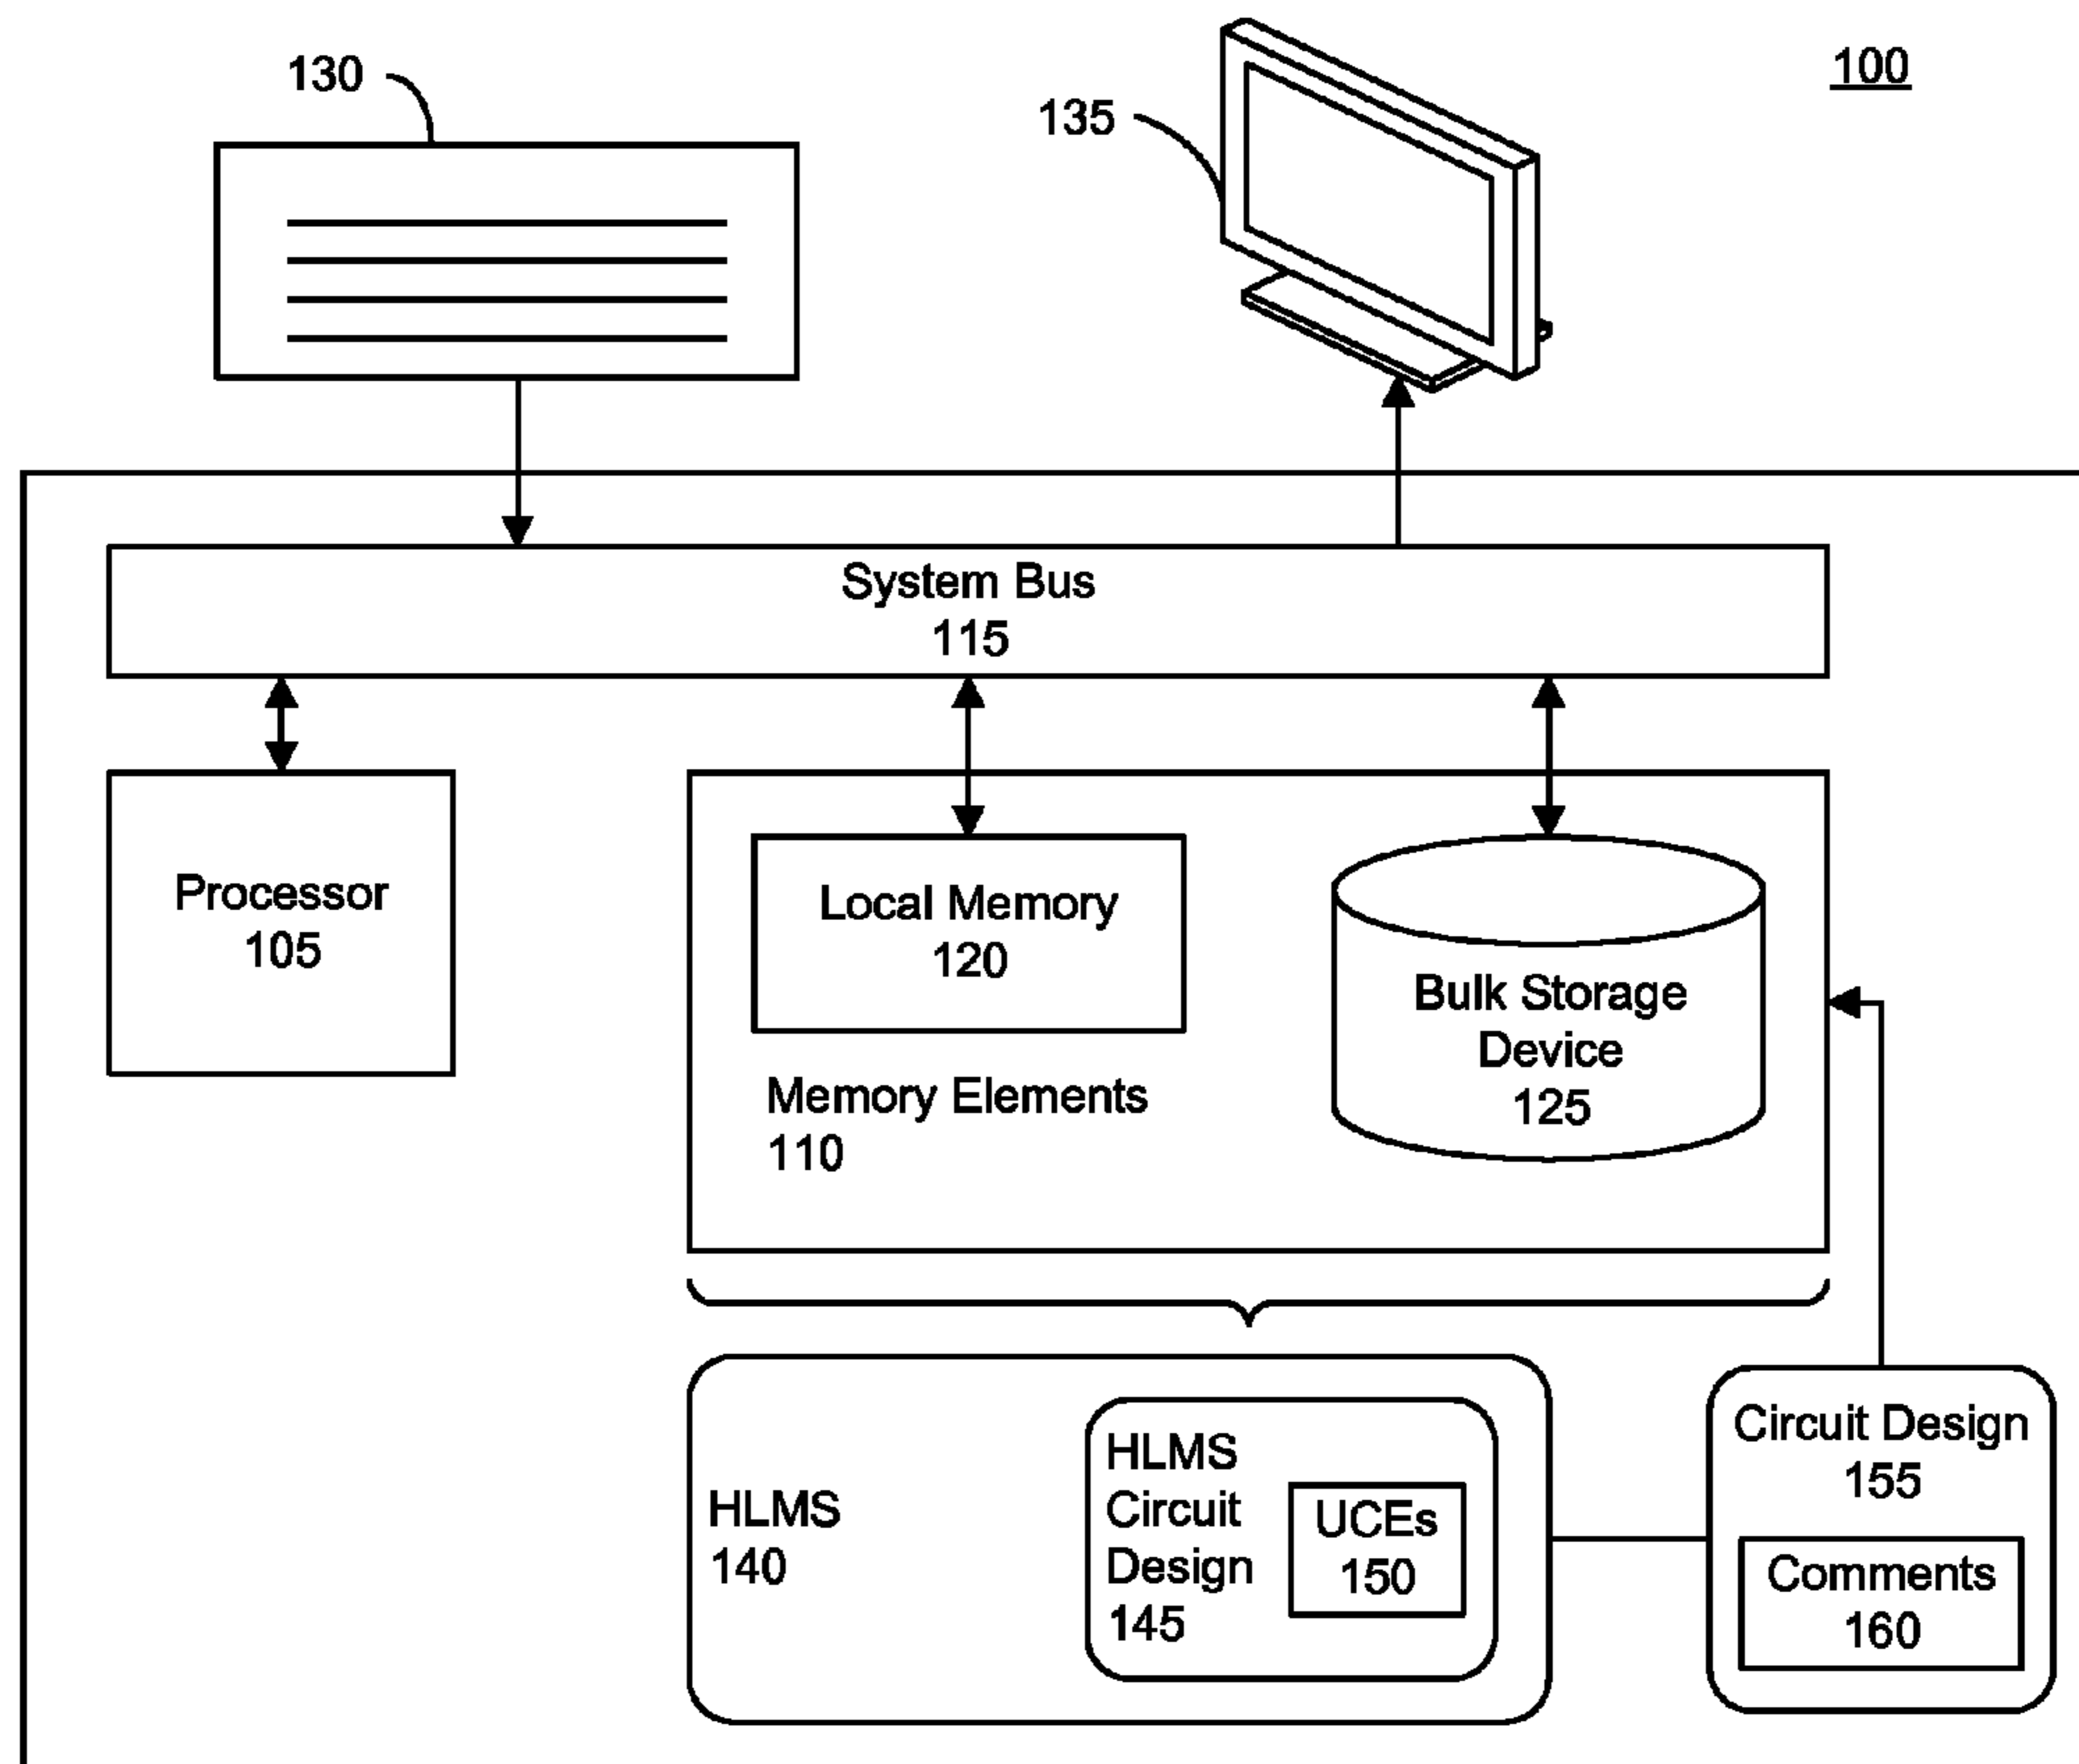 130
135
100
System Bus
115
Processor
105
Local Memory
120
Memory Elements
110
Bulk Storage
Device
125
HLMS
140
HLMS
Circuit
Design
145
UCEs
150
Circuit Design
155
Comments
160